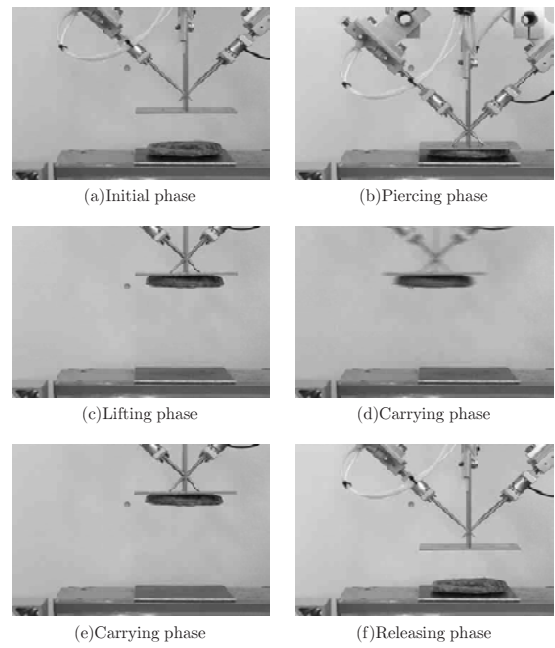 (a)Initial phase
(b)Piercing phase
(c)Lifting phase
(d)Carrying phase
(e)Carrying phase
(f)Releasing phase